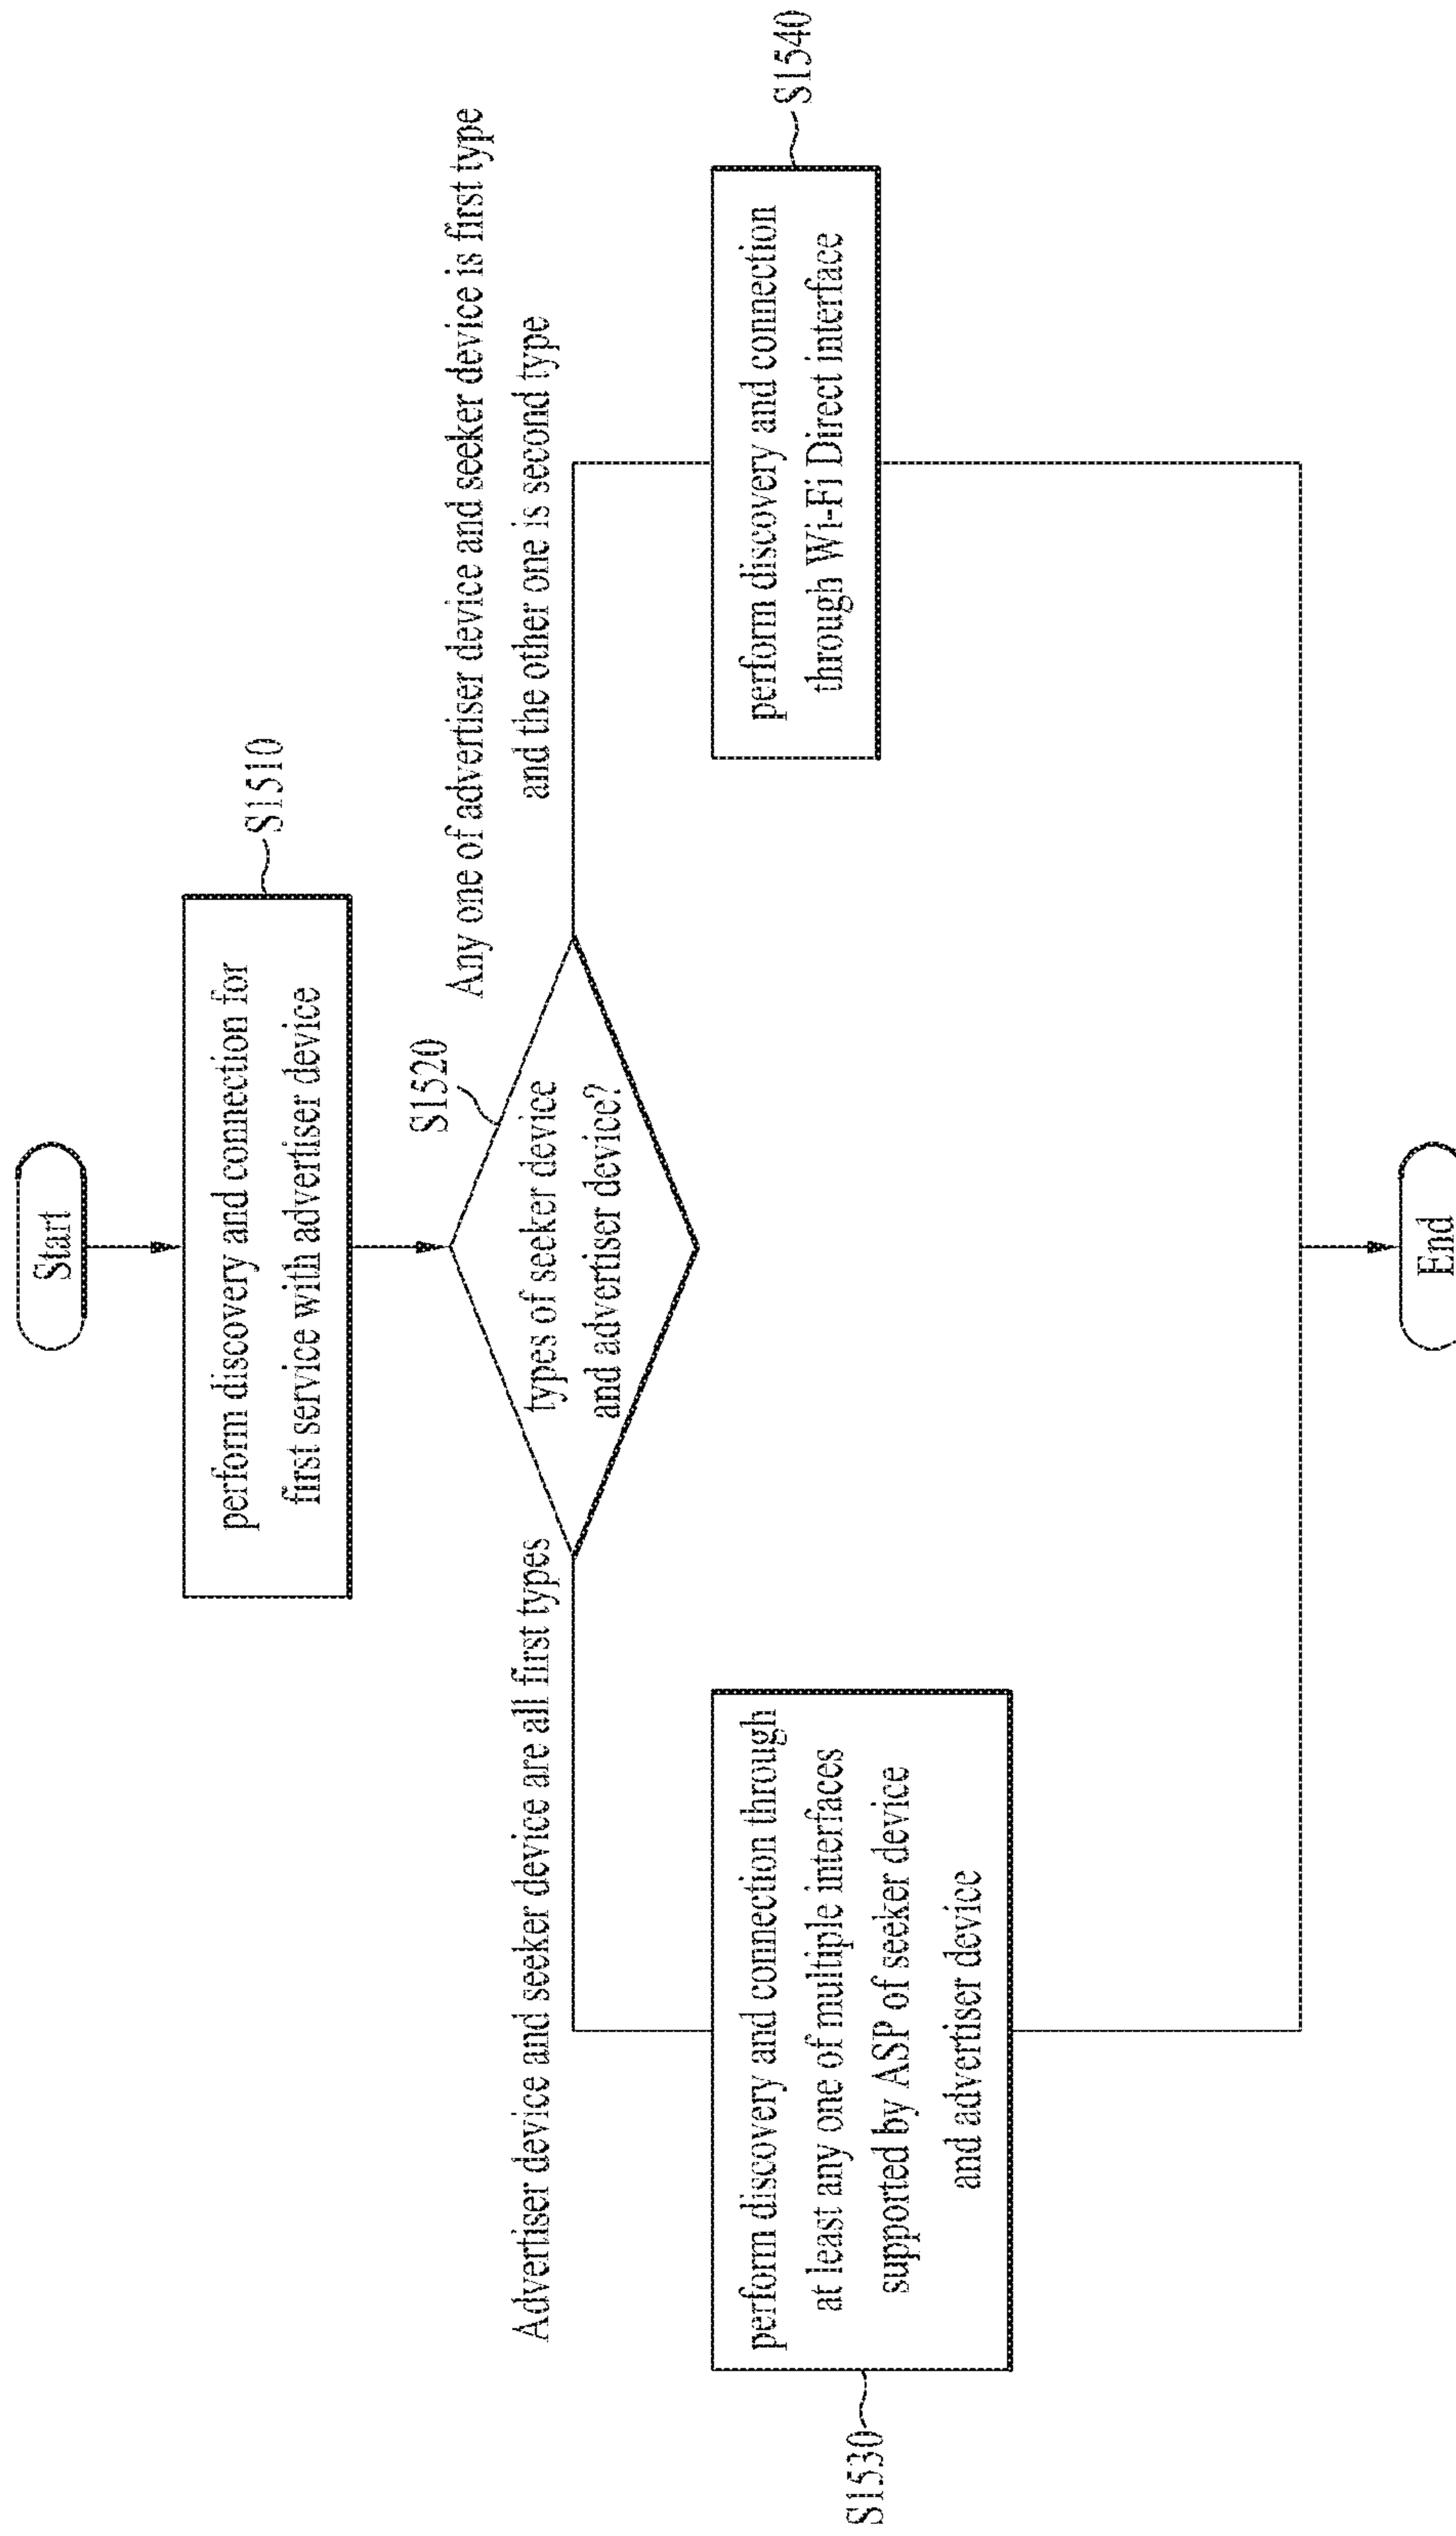 Start
perform discovery and connection for
first service with advertiser device
S1510
S1520
types of seeker device
and advertiser device?
Advertiser device and seeker device are all first types
Any one of advertiser device and seeker device is first type
and the other one is second type
S1530
perform discovery and connection through
at least any one of multiple interfaces
supported by ASP of seeker device
and advertiser device
perform discovery and connection
through Wi-Fi Direct interface
S1540
End